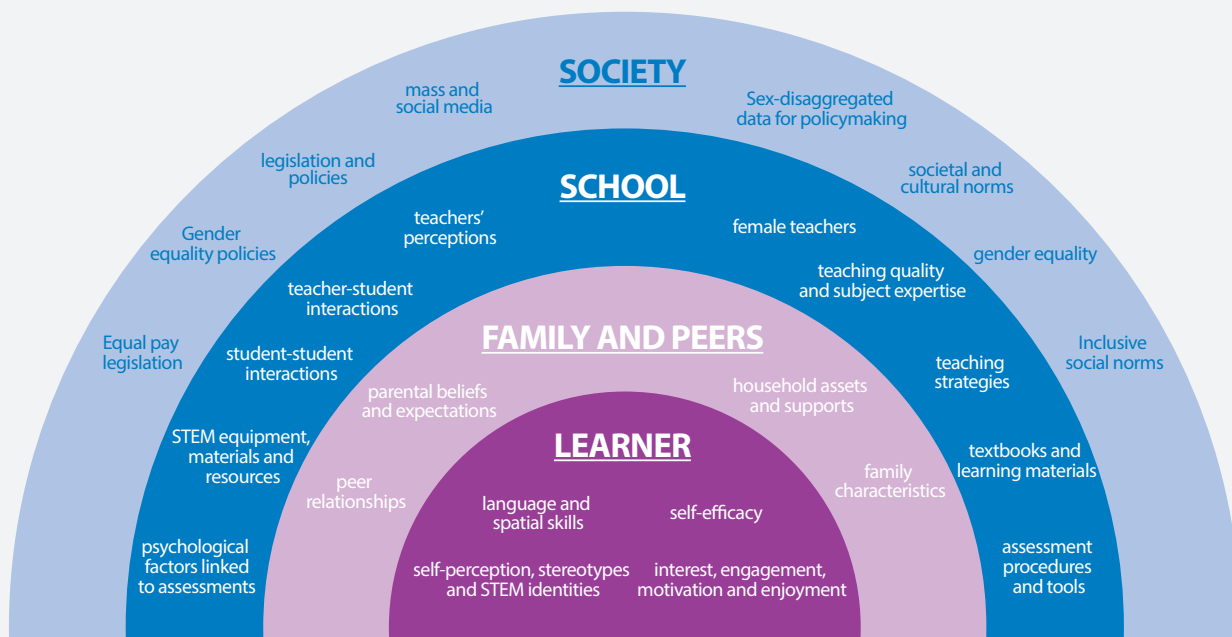 SOCIETY
mass and
social media
Sex-disaggregated
data for policymaking
legislation and
policies
societal and
cultural norms
Gender
equality policies
gender equality
Equal pay
legislation
Inclusive
social norms
SCHOOL
teachers’
perceptions
female teachers
teacher-student
interactions
teaching quality
and subject expertise
student-student
interactions
teaching
strategies
STEM equipment,
materials and
resources
textbooks and
learning materials
psychological
factors linked
to assessments
assessment
procedures
and tools
FAMILY AND PEERS
parental beliefs
and expectations
household assets
and supports
peer
relationships
family
characteristics
LEARNER
language and
spatial skills
self-efficacy
self-perception, stereotypes
and STEM identities
interest, engagement,
motivation and enjoyment